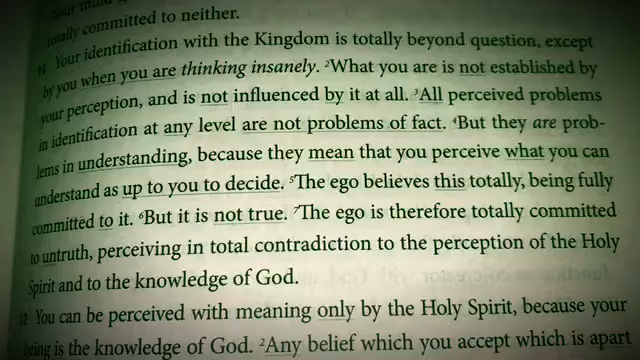 totally committed to neither.
11 Your identification with the Kingdom is totally beyond question, except
by you when you are thinking insanely. ²What you are is not established by
your perception, and is not influenced by it at all. ³All perceived problems
in identification at any level are not problems of fact. ⁴But they are prob-
lems in understanding, because they mean that you perceive what you can
understand as up to you to decide. ⁵The ego believes this totally, being fully
committed to it. ⁶But it is not true. ⁷The ego is therefore totally committed
to untruth, perceiving in total contradiction to the perception of the Holy
Spirit and to the knowledge of God.
12 You can be perceived with meaning only by the Holy Spirit, because your
being is the knowledge of God. ²Any belief which you accept which is apart